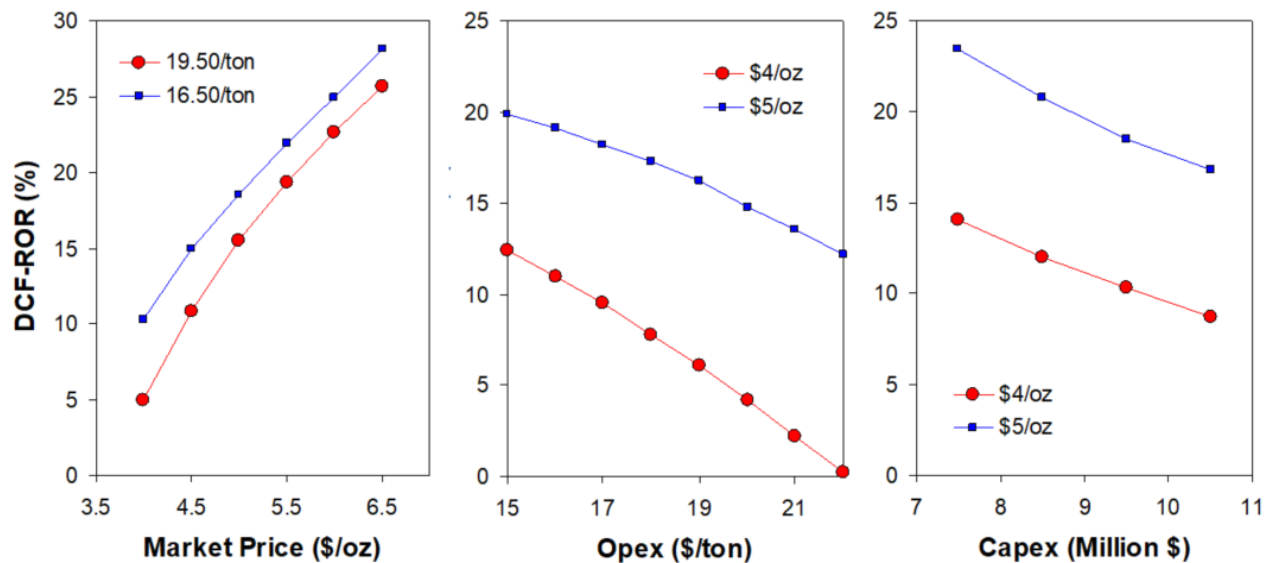 DCF-ROR (%)
30
25
20
15
10
5
0
19.50/ton
16.50/ton
3.5 4.5 5.5 6.5
Market Price ($/oz)
25
20
15
10
5
0
$4/oz
$5/oz
15 17 19 21
Opex ($/ton)
25
20
15
10
5
0
$4/oz
$5/oz
7 8 9 10 11
Capex (Million $)